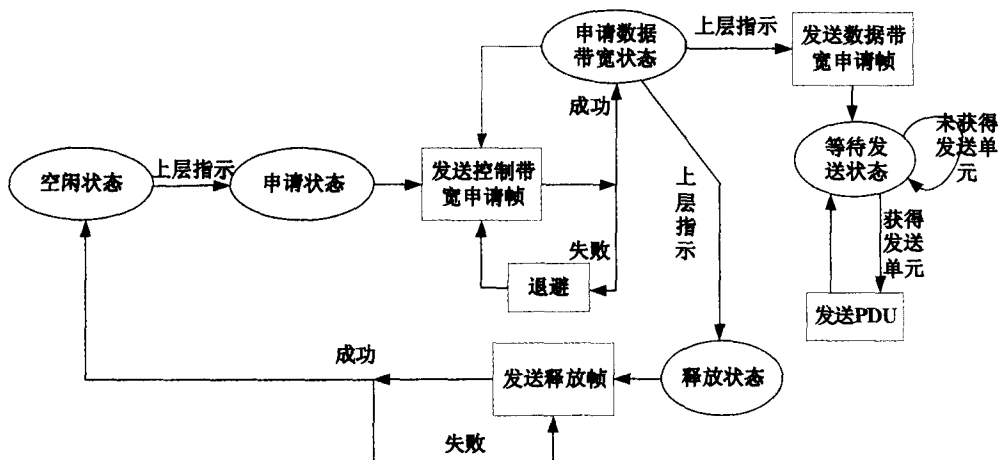 申请数据
带宽状态
上层指示
发送数据带
宽申请帧
成功
未获得
发送单
元
等待发
送状态
空闲状态
上层指示
申请状态
发送控制带
宽申请帧
上
层
指
示
获得
发送
单元
失败
退避
发送PDU
成功
发送释放帧
释放状态
失败